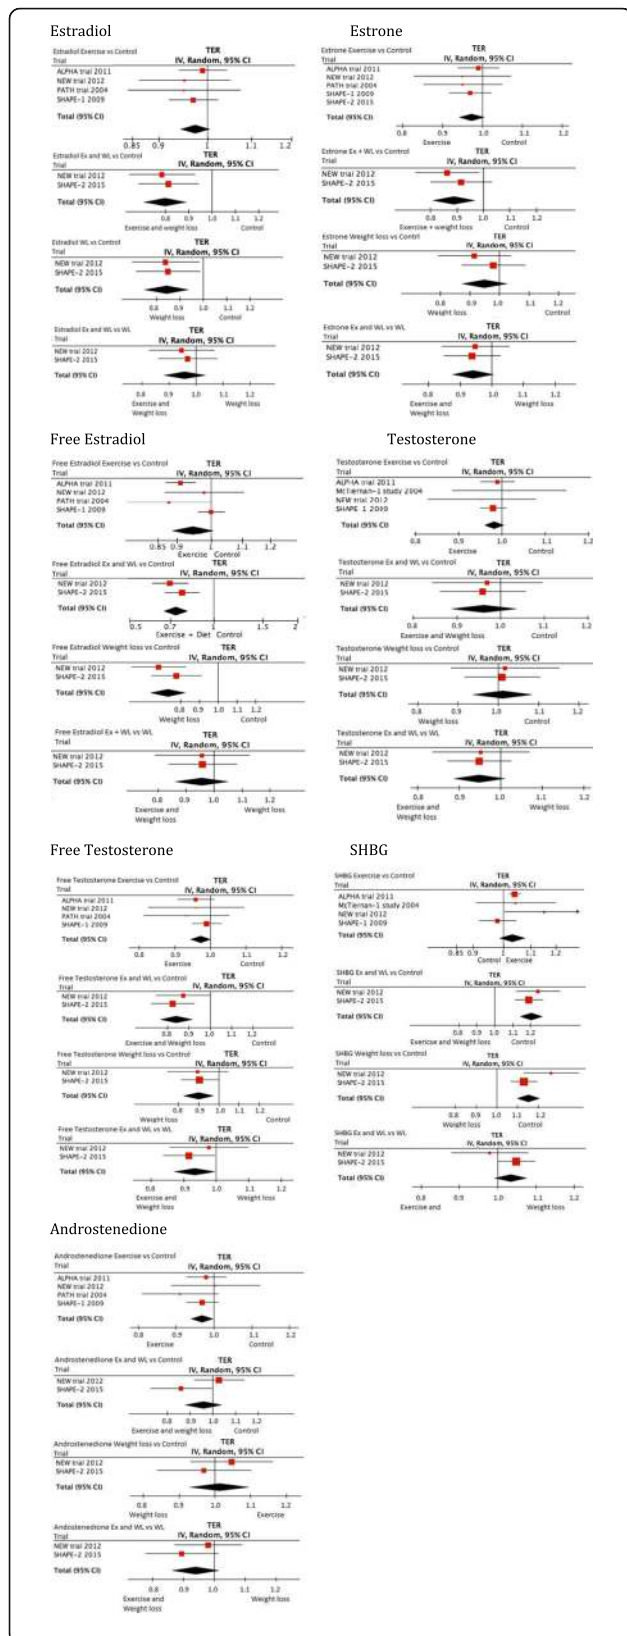 Estradiol
Estradiol Exercise vs Control
TER
Trial
IV, Random, 95% CI
ALPHA trial 2011
NEW trial 2012
PATH trial 2004
SHAPE-1 2009
Total (95% CI)
0.85 0.9 1 1.1 1.2
Estradiol Ex and WL vs Control
TER
Trial
IV, Random, 95% CI
NEW trial 2012
SHAPE-2 2015
Total (95% CI)
0.8 0.9 1.0 1.1 1.2
Exercise and weight loss Control
Estradiol WL vs Control
TER
Trial
IV, Random, 95% CI
NEW trial 2012
SHAPE-2 2015
Total (95% CI)
0.8 0.9 1.0 1.1 1.2
Weight loss Control
Estradiol Ex and WL vs WL
TER
Trial
IV, Random, 95% CI
NEW trial 2012
SHAPE-2 2015
Total (95% CI)
0.8 0.9 1.0 1.1 1.2
Exercise and Weight loss
Weight loss
Estrone
Estrone Exercise vs Control
TER
Trial
IV, Random, 95% CI
ALPHA trial 2011
NEW trial 2012
PATH trial 2004
SHAPE-1 2009
SHAPE-2 2015
Total (95% CI)
0.8 0.9 1.0 1.1 1.2
Exercise Control
Estrone Ex + WL vs Control
TER
Trial
IV, Random, 95% CI
NEW trial 2012
SHAPE-2 2015
Total (95% CI)
0.8 0.9 1.0 1.1 1.2
Exercise + weight loss Control
Estrone Weight loss vs Contrl
TER
Trial
IV, Random, 95% CI
NEW trial 2012
SHAPE-2 2015
Total (95% CI)
0.8 0.9 1.0 1.1 1.2
Weight loss Control
Estrone Ex and WL vs WL
TER
Trial
IV, Random, 95% CI
NEW trial 2012
SHAPE-2 2015
Total (95% CI)
0.8 0.9 1.0 1.1 1.2
Exercise and Weight loss
Weight loss
Free Estradiol
Free Estradiol Exercise vs Control
TER
Trial
IV, Random, 95% CI
ALPHA trial 2011
NEW trial 2012
PATH trial 2004
SHAPE-1 2009
Total (95% CI)
0.85 0.9 1 1.1 1.2
Exercise Control
Free Estradiol Ex and WL vs Control
TER
Trial
IV, Random, 95% CI
NEW trial 2012
SHAPE-2 2015
Total (95% CI)
0.5 0.7 1 1.5 2
Exercise + Diet Control
Free Estradiol Weight loss vs Control
TER
Trial
IV, Random, 95% CI
NEW trial 2012
SHAPE-2 2015
Total (95% CI)
0.7 0.8 0.9 1.0 1.1 1.2
Weight loss Control
Free Estradiol Ex + WL vs WL
TER
Trial
IV, Random, 95% CI
NEW trial 2012
SHAPE-2 2015
Total (95% CI)
0.8 0.9 1.0 1.1 1.2
Exercise and Weight loss
Weight loss
Testosterone
Testosterone Exercise vs Control
TER
Trial
IV, Random, 95% CI
ALPHA trial 2011
McTiernan-1 study 2004
NEW trial 2012
SHAPE-1 2009
Total (95% CI)
0.8 0.9 1.0 1.1 1.2
Exercise Control
Testosterone Ex and WL vs Control
TER
Trial
IV, Random, 95% CI
NEW trial 2012
SHAPE-2 2015
Total (95% CI)
0.8 0.9 1.0 1.1 1.2
Exercise and Weight loss Control
Testosterone Weight loss vs Control
TER
Trial
IV, Random, 95% CI
NEW trial 2012
SHAPE-2 2015
Total (95% CI)
0.9 1.0 1.1 1.2
Weight loss Control
Testosterone Ex and WL vs WL
TER
Trial
IV, Random, 95% CI
NEW trial 2012
SHAPE-2 2015
Total (95% CI)
0.8 0.9 1.0 1.1 1.2
Exercise and Weight loss
Weight loss
Free Testosterone
Free Testosterone Exercise vs Control
TER
Trial
IV, Random, 95% CI
ALPHA trial 2011
NEW trial 2012
PATH trial 2004
SHAPE-1 2009
Total (95% CI)
0.8 0.9 1.0 1.1 1.2
Exercise Control
Free Testosterone Ex and WL vs Control
TER
Trial
IV, Random, 95% CI
NEW trial 2012
SHAPE-2 2015
Total (95% CI)
0.8 0.9 1.0 1.1 1.2
Exercise and Weight loss Control
Free Testosterone Weight loss vs Control
TER
Trial
IV, Random, 95% CI
NEW trial 2012
SHAPE-2 2015
Total (95% CI)
0.8 0.9 1.0 1.1 1.2
Weight loss Control
Free Testosterone Ex and WL vs WL
TER
Trial
IV, Random, 95% CI
NEW trial 2012
SHAPE-2 2015
Total (95% CI)
0.8 0.9 1.0 1.1 1.2
Exercise and Weight loss
Weight loss
SHBG
SHBG Exercise vs Control
TER
Trial
IV, Random, 95% CI
ALPHA trial 2011
McTiernan-1 study 2004
NEW trial 2012
SHAPE-1 2009
Total (95% CI)
0.85 0.9 1 1.1 1.2
Control Exercise
SHBG Ex and WL vs Control
TER
Trial
IV, Random, 95% CI
NEW trial 2012
SHAPE-2 2015
Total (95% CI)
0.8 0.9 1.0 1.1 1.2
Exercise and Weight loss Control
SHBG Weight loss vs Control
TER
Trial
IV, Random, 95% CI
NEW trial 2012
SHAPE-2 2015
Total (95% CI)
0.8 0.9 1.0 1.1 1.2
Weight loss Control
SHBG Ex and WL vs WL
TER
Trial
IV, Random, 95% CI
NEW trial 2012
SHAPE-2 2015
Total (95% CI)
0.8 0.9 1.0 1.1 1.2
Exercise and Weight loss
Androstenedione
Androstenedione Exercise vs Control
TER
Trial
IV, Random, 95% CI
ALPHA trial 2011
NEW trial 2012
PATH trial 2004
SHAPE-1 2009
Total (95% CI)
0.8 0.9 1.0 1.1 1.2
Exercise Control
Androstenedione Ex and WL vs Control
TER
Trial
IV, Random, 95% CI
NEW trial 2012
SHAPE-2 2015
Total (95% CI)
0.8 0.9 1.0 1.1 1.2
Exercise and weight loss Control
Androstenedione Weight loss vs Control
TER
Trial
IV, Random, 95% CI
NEW trial 2012
SHAPE-2 2015
Total (95% CI)
0.8 0.9 1.0 1.1 1.2
Weight loss Exercise
Androstenedione Ex and WL vs WL
TER
Trial
IV, Random, 95% CI
NEW trial 2012
SHAPE-2 2015
Total (95% CI)
0.8 0.9 1.0 1.1 1.2
Exercise and Weight loss
Weight loss